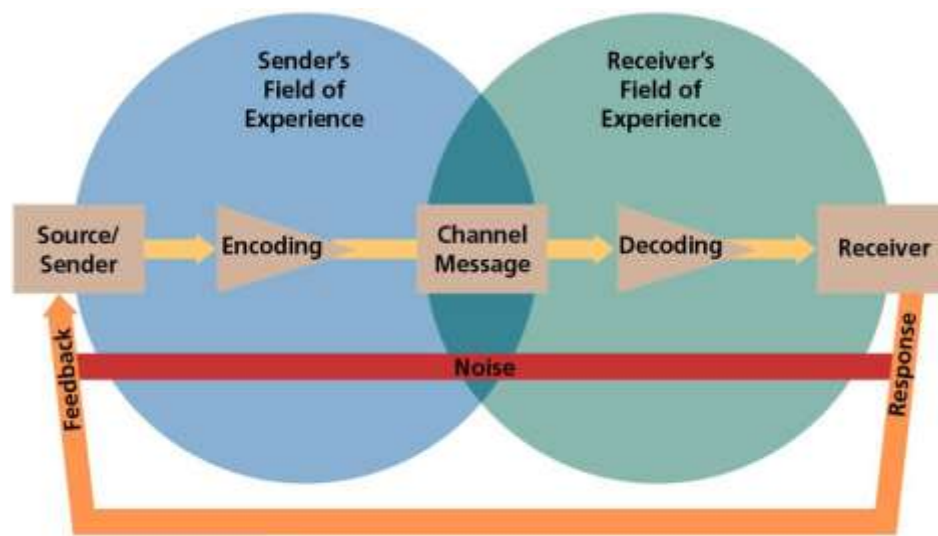 Sender's
Field of
Experience
Receiver's
Field of
Experience
Source/
Sender
Encoding
Channel
Message
Decoding
Receiver
Feedback
Noise
Response